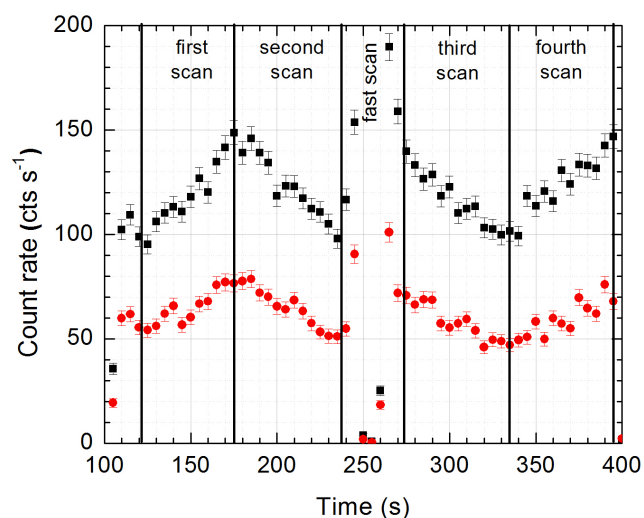 200
150
100
50
0
Count rate (cts s⁻¹)
first
scan
second
scan
fast scan
third
scan
fourth
scan
100
150
200
250
300
350
400
Time (s)